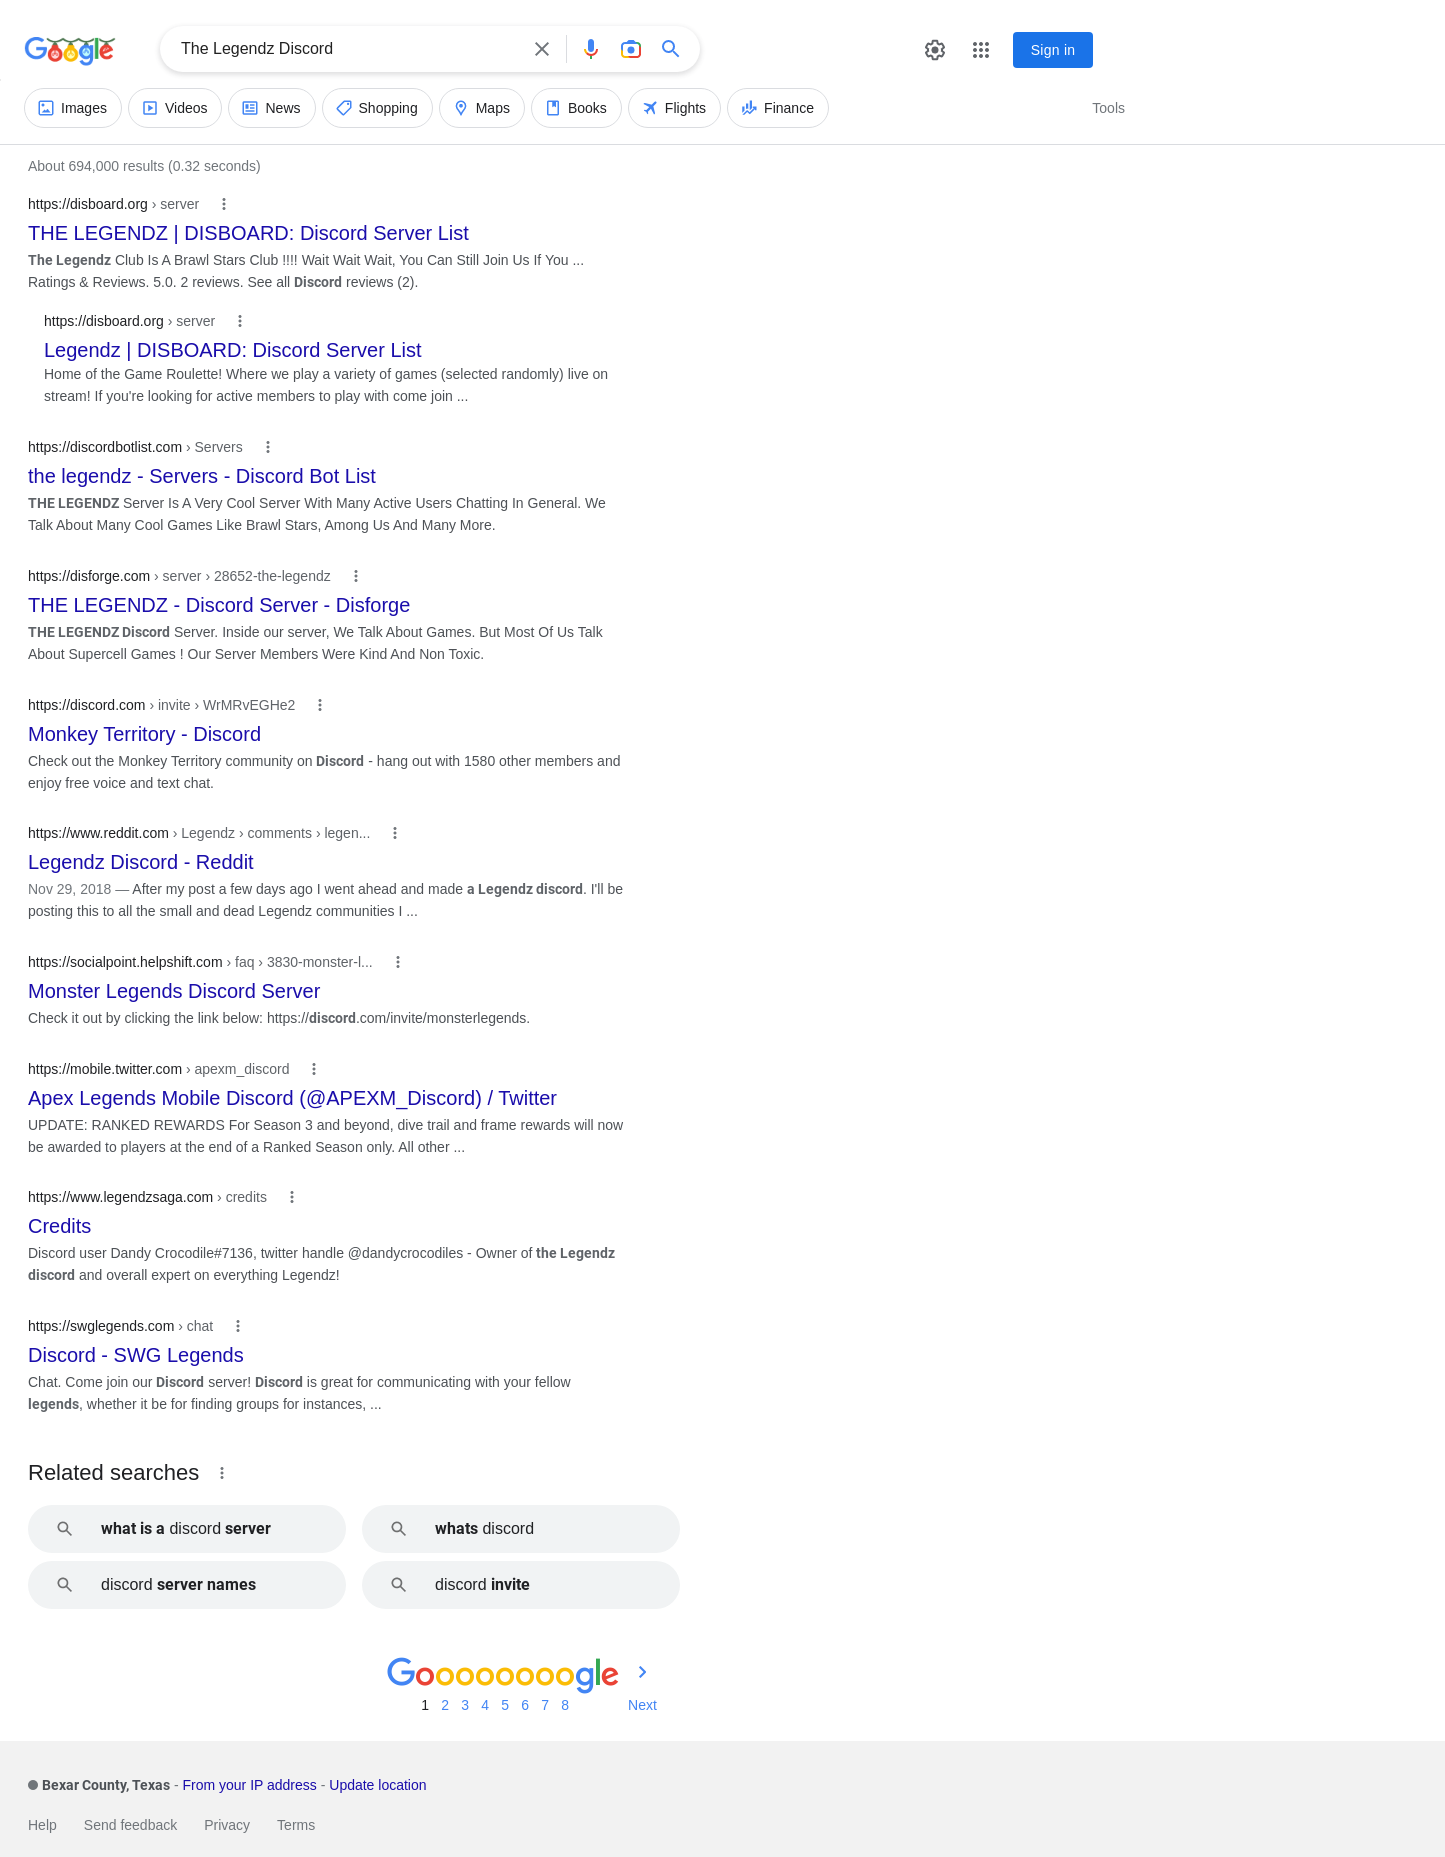 Google
The Legendz Discord
Sign in
Images Videos News Shopping Maps Books Flights Finance Tools
About 694,000 results (0.32 seconds)
https://disboard.org › server
THE LEGENDZ | DISBOARD: Discord Server List
The Legendz Club Is A Brawl Stars Club !!!! Wait Wait Wait, You Can Still Join Us If You ...
Ratings & Reviews. 5.0. 2 reviews. See all Discord reviews (2).
https://disboard.org › server
Legendz | DISBOARD: Discord Server List
Home of the Game Roulette! Where we play a variety of games (selected randomly) live on
stream! If you're looking for active members to play with come join ...
https://discordbotlist.com › Servers
the legendz - Servers - Discord Bot List
THE LEGENDZ Server Is A Very Cool Server With Many Active Users Chatting In General. We
Talk About Many Cool Games Like Brawl Stars, Among Us And Many More.
https://disforge.com › server › 28652-the-legendz
THE LEGENDZ - Discord Server - Disforge
THE LEGENDZ Discord Server. Inside our server, We Talk About Games. But Most Of Us Talk
About Supercell Games ! Our Server Members Were Kind And Non Toxic.
https://discord.com › invite › WrMRvEGHe2
Monkey Territory - Discord
Check out the Monkey Territory community on Discord - hang out with 1580 other members and
enjoy free voice and text chat.
https://www.reddit.com › Legendz › comments › legen...
Legendz Discord - Reddit
Nov 29, 2018 — After my post a few days ago I went ahead and made a Legendz discord. I'll be
posting this to all the small and dead Legendz communities I ...
https://socialpoint.helpshift.com › faq › 3830-monster-l...
Monster Legends Discord Server
Check it out by clicking the link below: https://discord.com/invite/monsterlegends.
https://mobile.twitter.com › apexm_discord
Apex Legends Mobile Discord (@APEXM_Discord) / Twitter
UPDATE: RANKED REWARDS For Season 3 and beyond, dive trail and frame rewards will now
be awarded to players at the end of a Ranked Season only. All other ...
https://www.legendzsaga.com › credits
Credits
Discord user Dandy Crocodile#7136, twitter handle @dandycrocodiles - Owner of the Legendz
discord and overall expert on everything Legendz!
https://swglegends.com › chat
Discord - SWG Legends
Chat. Come join our Discord server! Discord is great for communicating with your fellow
legends, whether it be for finding groups for instances, ...
Related searches
what is a discord server
whats discord
discord server names
discord invite
Goooooooogle
1 2 3 4 5 6 7 8 Next
Bexar County, Texas - From your IP address - Update location
Help Send feedback Privacy Terms